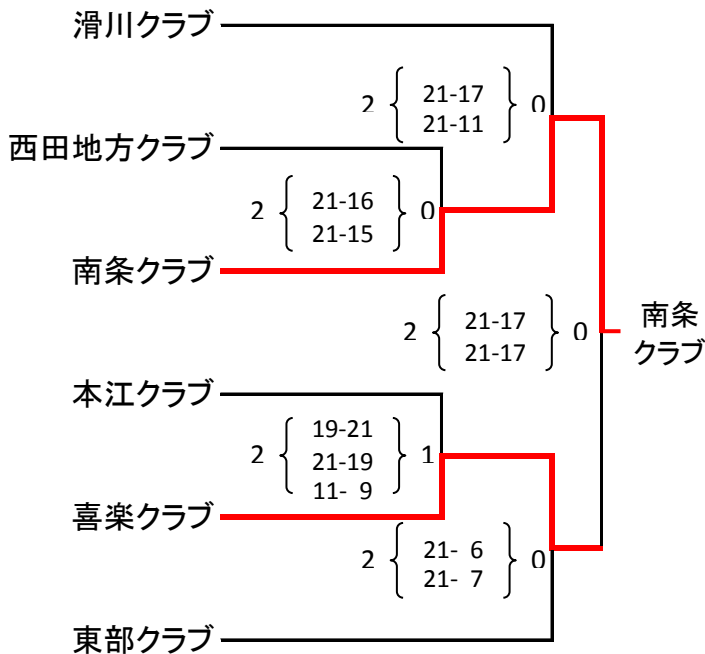 滑川クラブ
2 { 21-17 } 0
21-11
西田地方クラブ
2 { 21-16 } 0
21-15
南条クラブ
2 { 21-17 } 0
21-17
南条
クラブ
本江クラブ
2 { 19-21 } 1
21-19
11- 9
喜楽クラブ
2 { 21- 6 } 0
21- 7
東部クラブ